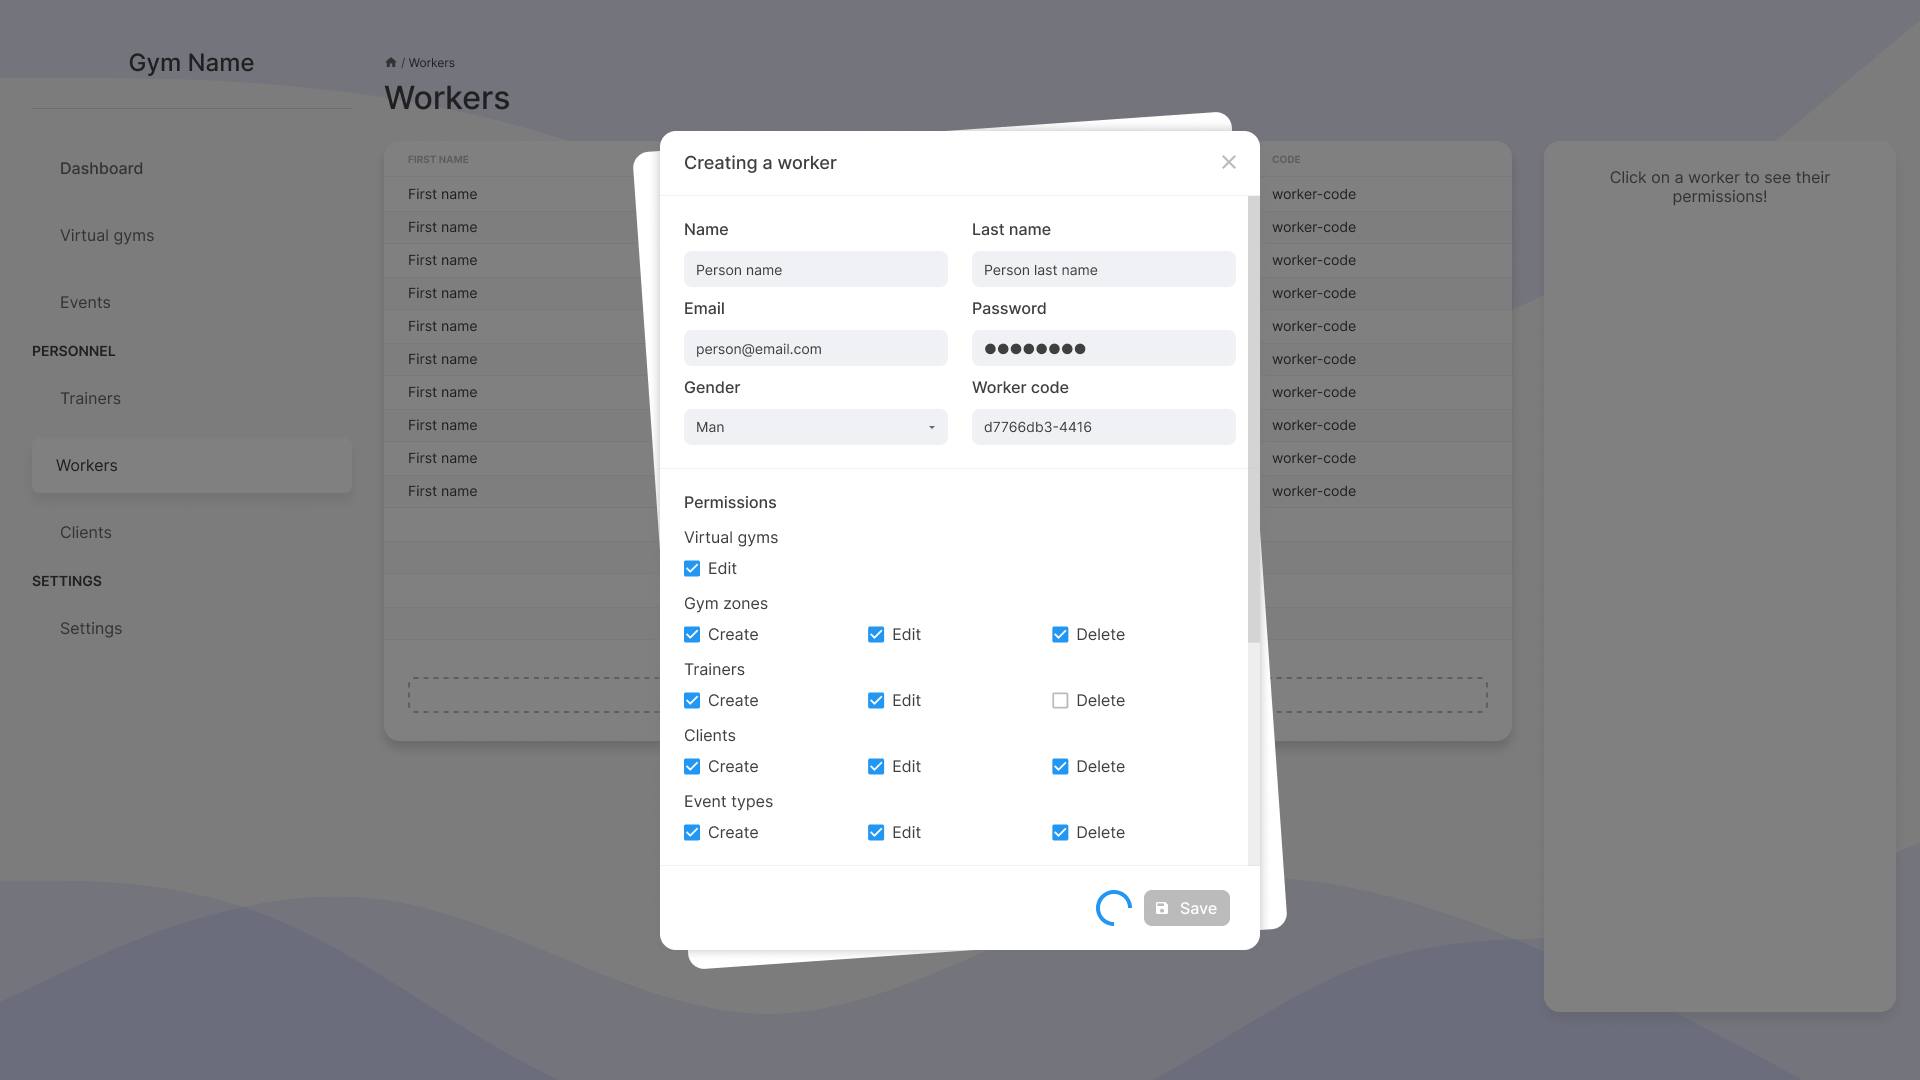 Gym Name
/ Workers
Workers
Dashboard
Virtual gyms
Events
PERSONNEL
Trainers
Workers
Clients
SETTINGS
Settings
FIRST NAME
First name
First name
First name
First name
First name
First name
First name
First name
First name
First name
Creating a worker
Name
Last name
Person name
Person last name
Email
Password
person@email.com
●●●●●●●●
Gender
Worker code
Man
d7766db3-4416
Permissions
Virtual gyms
Edit
Gym zones
Create Edit Delete
Trainers
Create Edit Delete
Clients
Create Edit Delete
Event types
Create Edit Delete
Save
CODE
worker-code
worker-code
worker-code
worker-code
worker-code
worker-code
worker-code
worker-code
worker-code
worker-code
Click on a worker to see their
permissions!